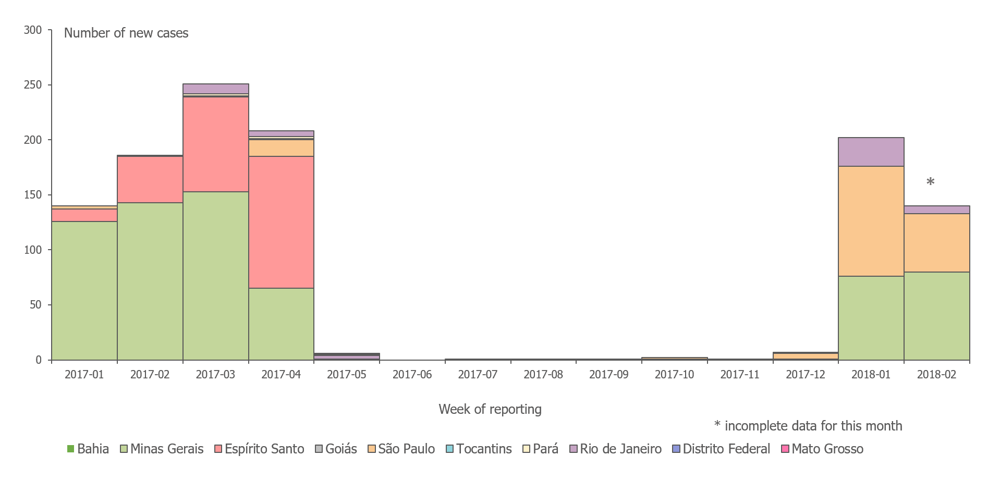 Number of new cases
300
250
200
150
100
50
0
*
2017-01 2017-02 2017-03 2017-04 2017-05 2017-06 2017-07 2017-08 2017-09 2017-10 2017-11 2017-12 2018-01 2018-02
Week of reporting
* incomplete data for this month
Bahia Minas Gerais Espírito Santo Goiás São Paulo Tocantins Pará Rio de Janeiro Distrito Federal Mato Grosso